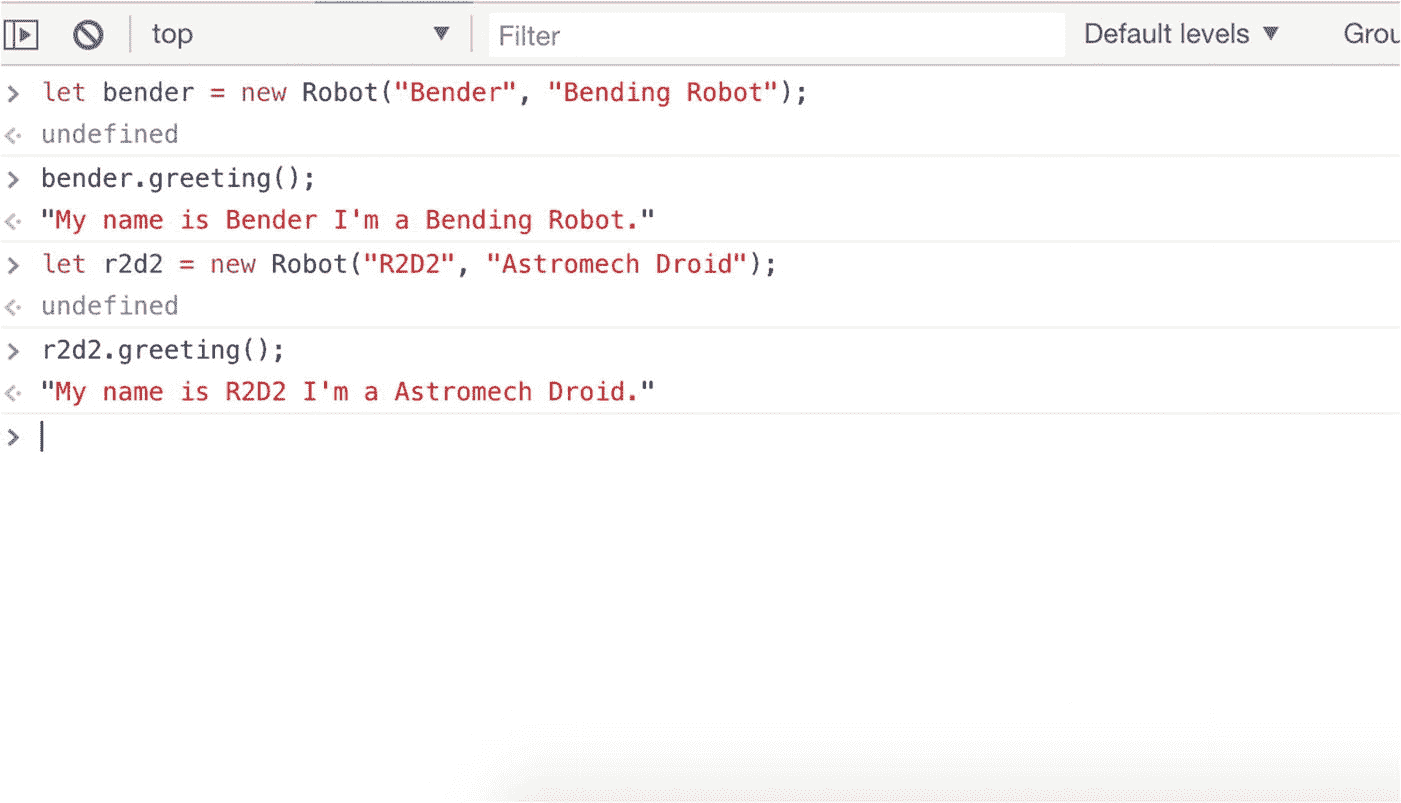 top Filter Default levels Grou
let bender = new Robot("Bender", "Bending Robot");
undefined
bender.greeting();
"My name is Bender I'm a Bending Robot."
let r2d2 = new Robot("R2D2", "Astromech Droid");
undefined
r2d2.greeting();
"My name is R2D2 I'm a Astromech Droid."